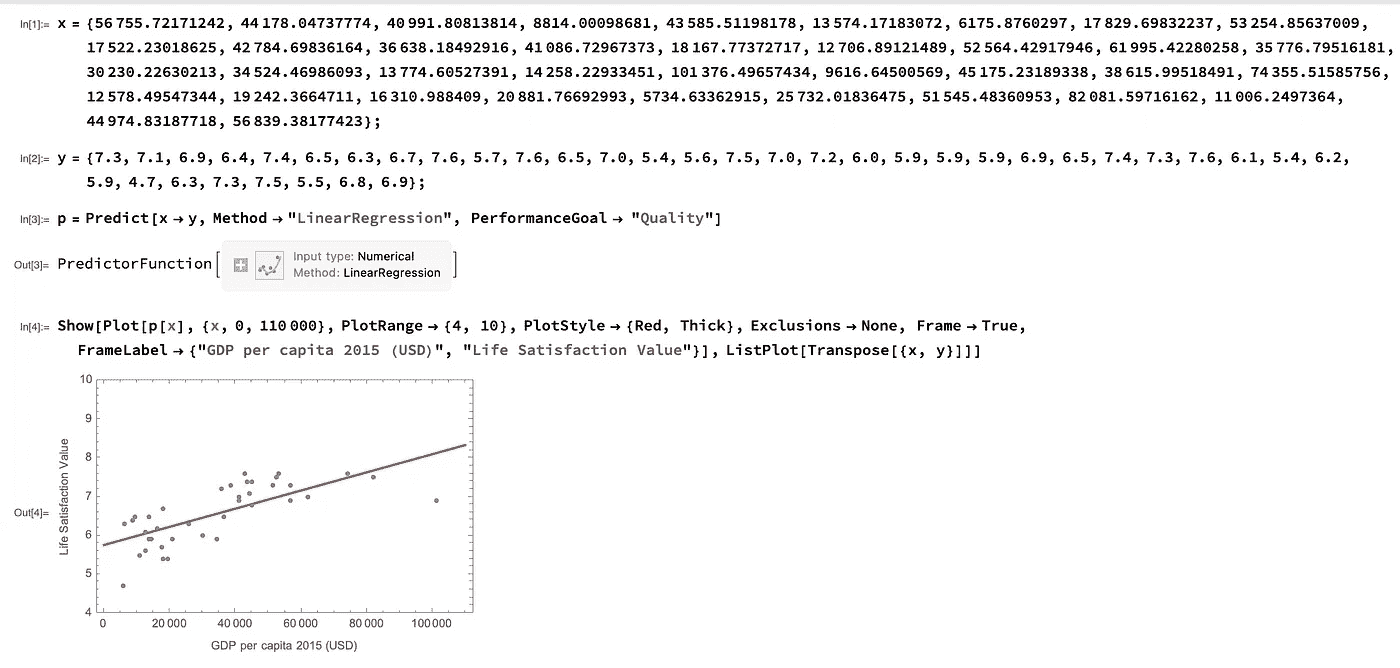 In[1]:= x = {56 755.72171242, 44 178.04737774, 40 991.80813814, 8814.00098681, 43 585.51198178, 13 574.17183072, 6175.8760297, 17 829.69832237, 53 254.85637009,
17 522.23018625, 42 784.69836164, 36 638.18492916, 41 086.72967373, 18 167.77372717, 12 706.89121489, 52 564.42917946, 61 995.42280258, 35 776.79516181,
30 230.22630213, 34 524.46986093, 13 774.60527391, 14 258.22933451, 101 376.49657434, 9616.64500569, 45 175.23189338, 38 615.99518491, 74 355.51585756,
12 578.49547344, 19 242.3664711, 16 310.988409, 20 881.76692993, 5734.63362915, 25 732.01836475, 51 545.48360953, 82 081.59716162, 11 006.2497364,
44 974.83187718, 56 839.38177423};
In[2]:= y = {7.3, 7.1, 6.9, 6.4, 7.4, 6.5, 6.3, 6.7, 7.6, 5.7, 7.6, 6.5, 7.0, 5.4, 5.6, 7.5, 7.0, 7.2, 6.0, 5.9, 5.9, 5.9, 6.9, 6.5, 7.4, 7.3, 7.6, 6.1, 5.4, 6.2,
5.9, 4.7, 6.3, 7.3, 7.5, 5.5, 6.8, 6.9};
In[3]:= p = Predict[x → y, Method → "LinearRegression", PerformanceGoal → "Quality"]
Out[3]= PredictorFunction[
Input type: Numerical
Method: LinearRegression
]
In[4]:= Show[Plot[p[x], {x, 0, 110 000}, PlotRange → {4, 10}, PlotStyle → {Red, Thick}, Exclusions → None, Frame → True,
FrameLabel → {"GDP per capita 2015 (USD)", "Life Satisfaction Value"}], ListPlot[Transpose[{x, y}]]]
Out[4]=
Life Satisfaction Value
10
9
8
7
6
5
4
0 20 000 40 000 60 000 80 000 100 000
GDP per capita 2015 (USD)